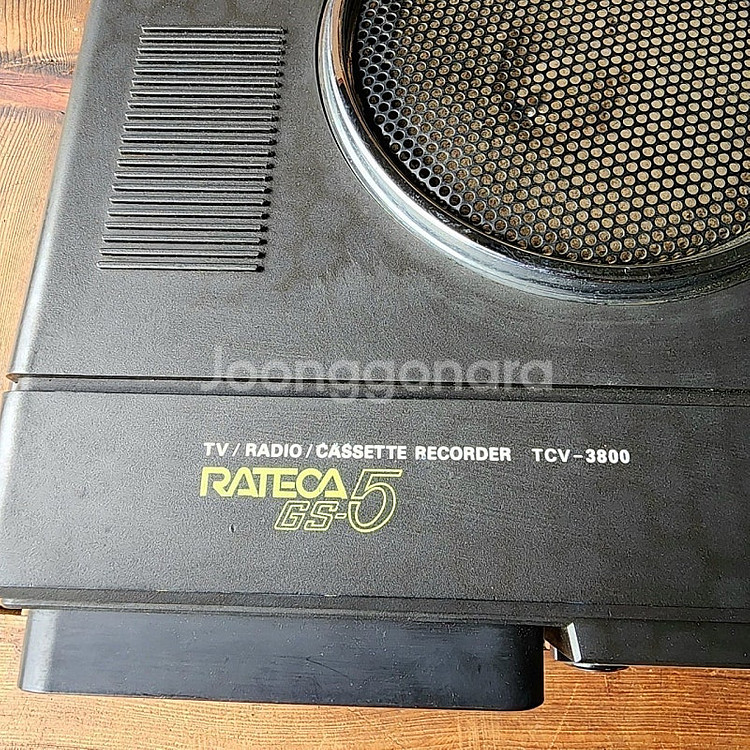 Joonggonara
TV/RADIO/CASSETTE RECORDER TCV-3800
RATECA
GS-5